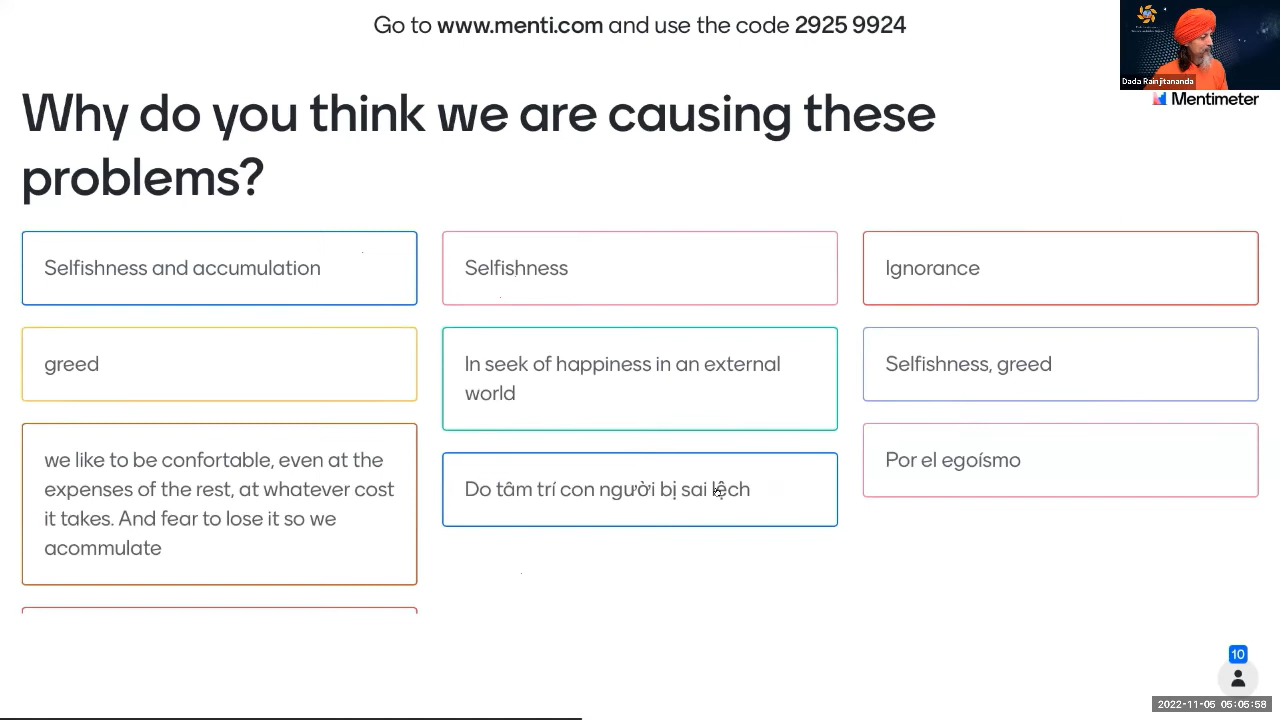 Go to www.menti.com and use the code 2925 9924
Dada Rainjitananda
Mentimeter
Why do you think we are causing these
problems?
Selfishness and accumulation
Selfishness
Ignorance
greed
In seek of happiness in an external
world
Selfishness, greed
we like to be confortable, even at the
expenses of the rest, at whatever cost
it takes. And fear to lose it so we
acommulate
Do tâm trí con người bị sai lệch
Por el egoísmo
10
2022-11-05 05:05:58